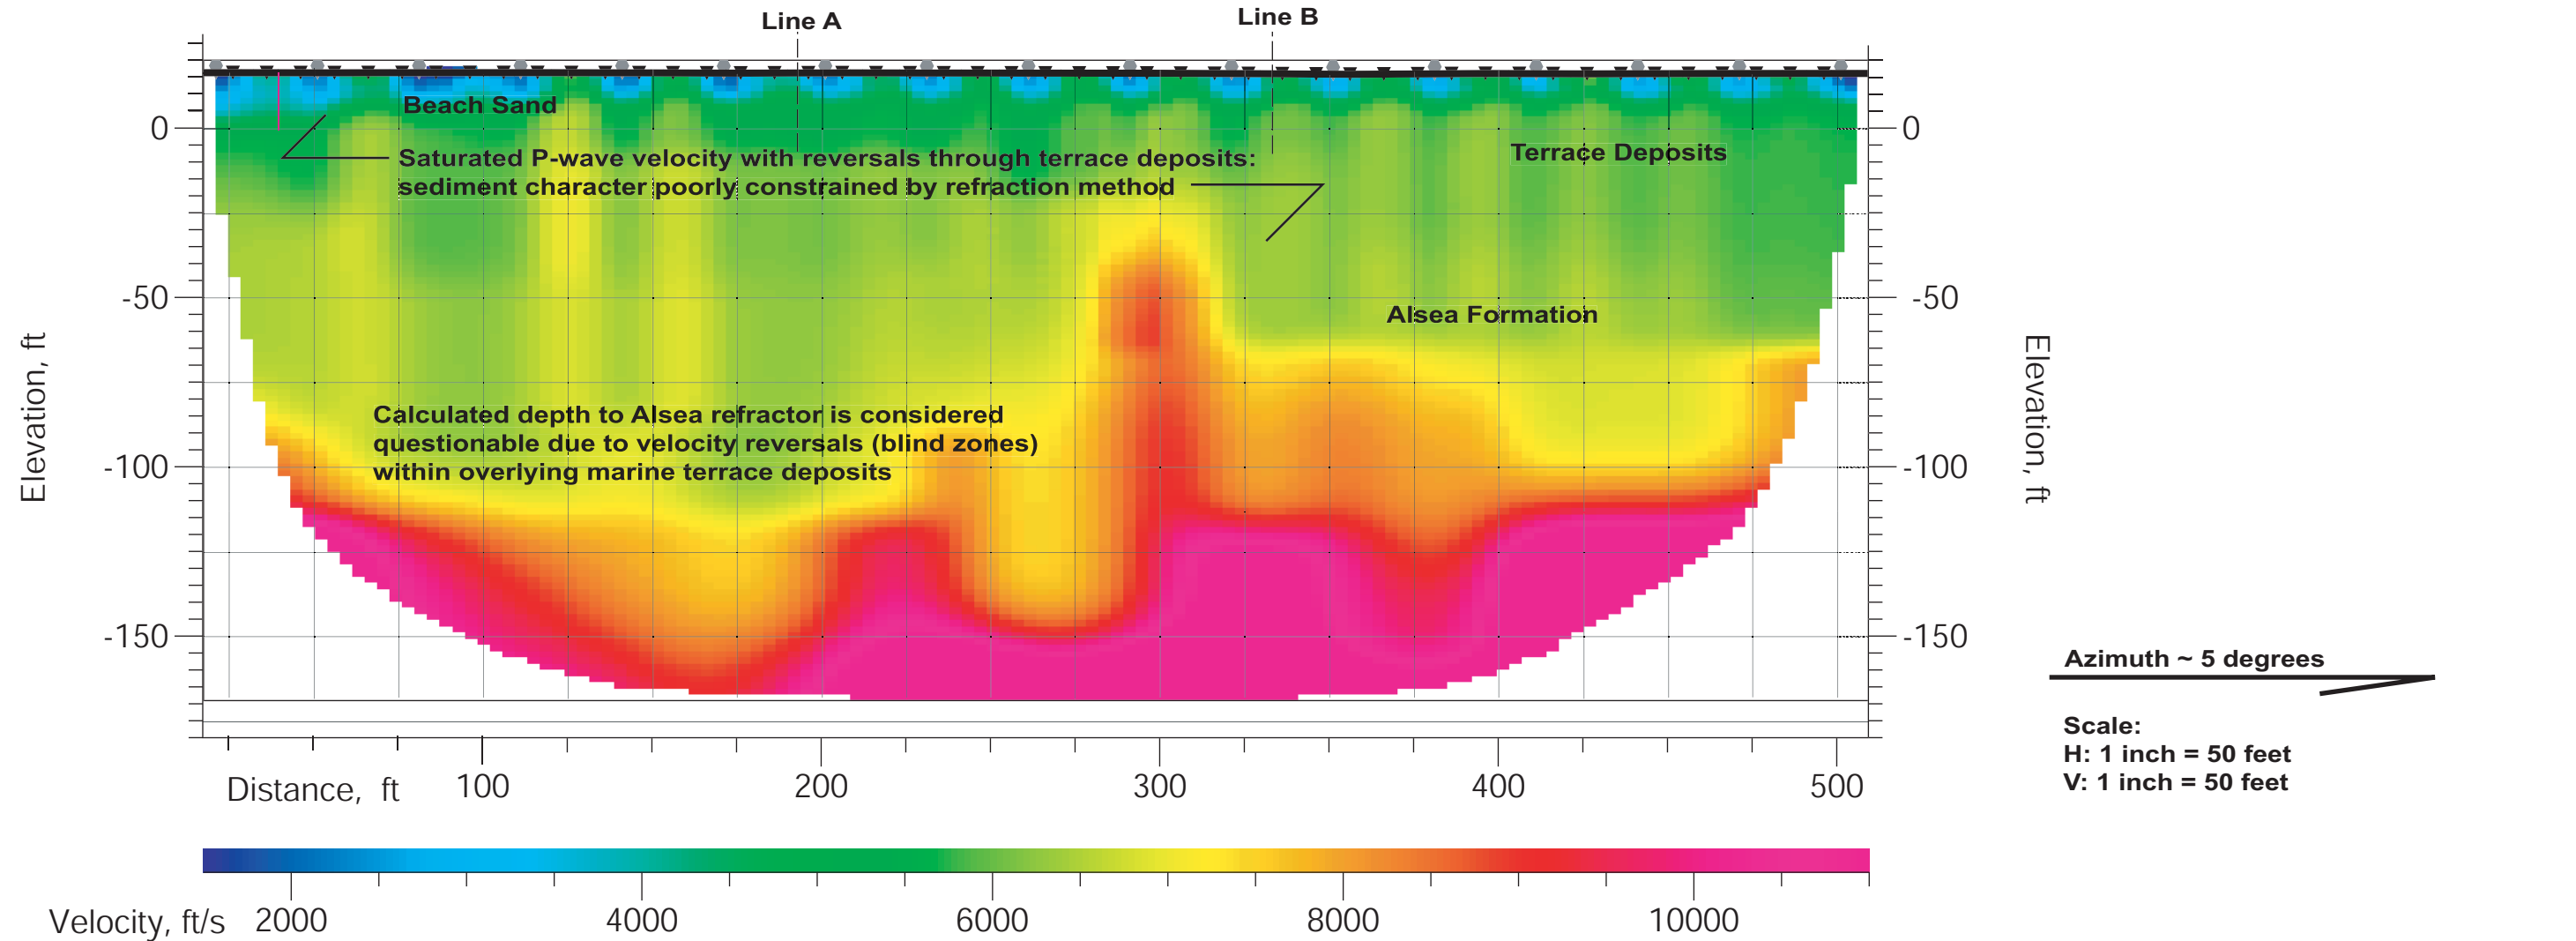 Line A
Line B
Beach Sand
Saturated P-wave velocity with reversals through terrace deposits:
sediment character poorly constrained by refraction method
Terrace Deposits
Alsea Formation
Calculated depth to Alsea refractor is considered
questionable due to velocity reversals (blind zones)
within overlying marine terrace deposits
Elevation, ft
0
-50
-100
-150
0
-50
-100
-150
Elevation, ft
Azimuth ~ 5 degrees
Scale:
H: 1 inch = 50 feet
V: 1 inch = 50 feet
Distance, ft 100 200 300 400 500
Velocity, ft/s 2000 4000 6000 8000 10000